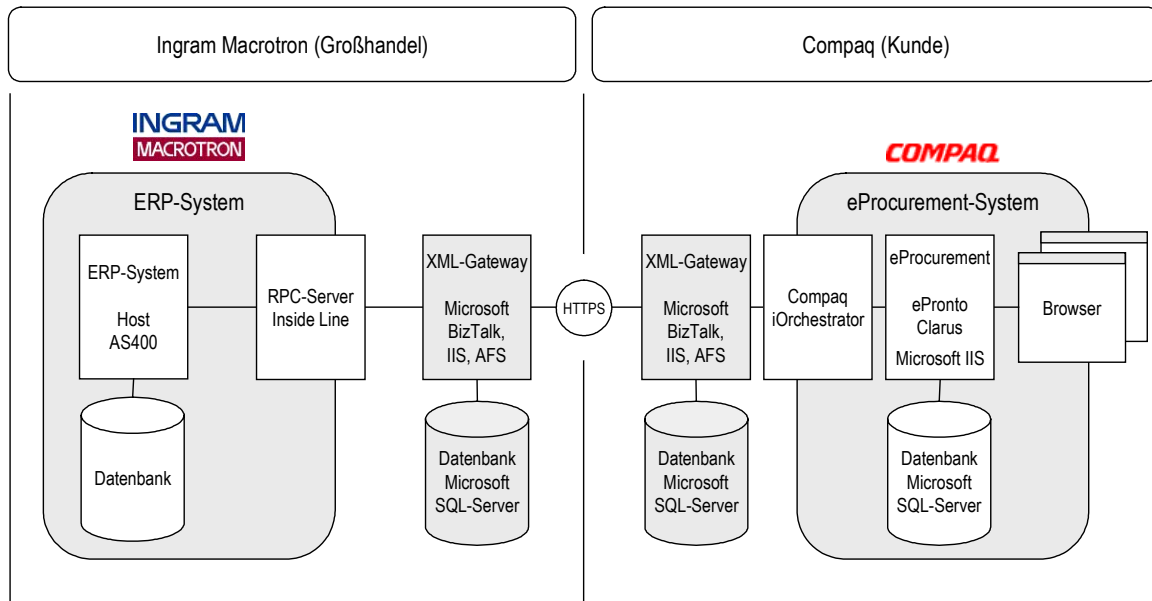 Ingram Macrotron (Großhandel)
Compaq (Kunde)
INGRAM
MACROTRON
COMPAQ
ERP-System
eProcurement-System
ERP-System
Host
AS400
RPC-Server
Inside Line
XML-Gateway
Microsoft
BizTalk,
IIS, AFS
HTTPS
XML-Gateway
Microsoft
BizTalk,
IIS, AFS
Compaq
iOrchestrator
eProcurement
ePronto
Clarus
Microsoft IIS
Browser
Datenbank
Datenbank
Microsoft
SQL-Server
Datenbank
Microsoft
SQL-Server
Datenbank
Microsoft
SQL-Server